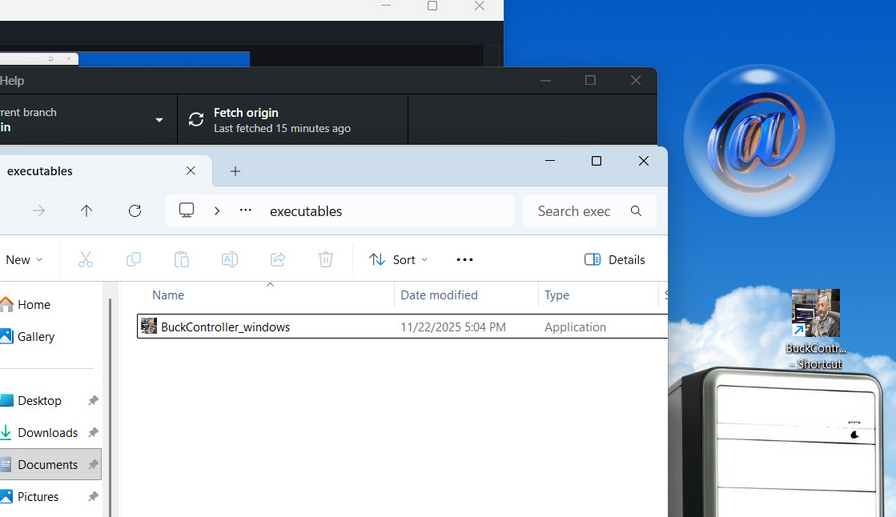 Help
rent branch
in
Fetch origin
Last fetched 15 minutes ago
executables
executables
Search exec
New
Sort
Details
Name
Date modified
Type
Home
Gallery
BuckController_windows
11/22/2025 5:04 PM
Application
Desktop
Downloads
Documents
Pictures
@
BuckContr...
- Shortcut